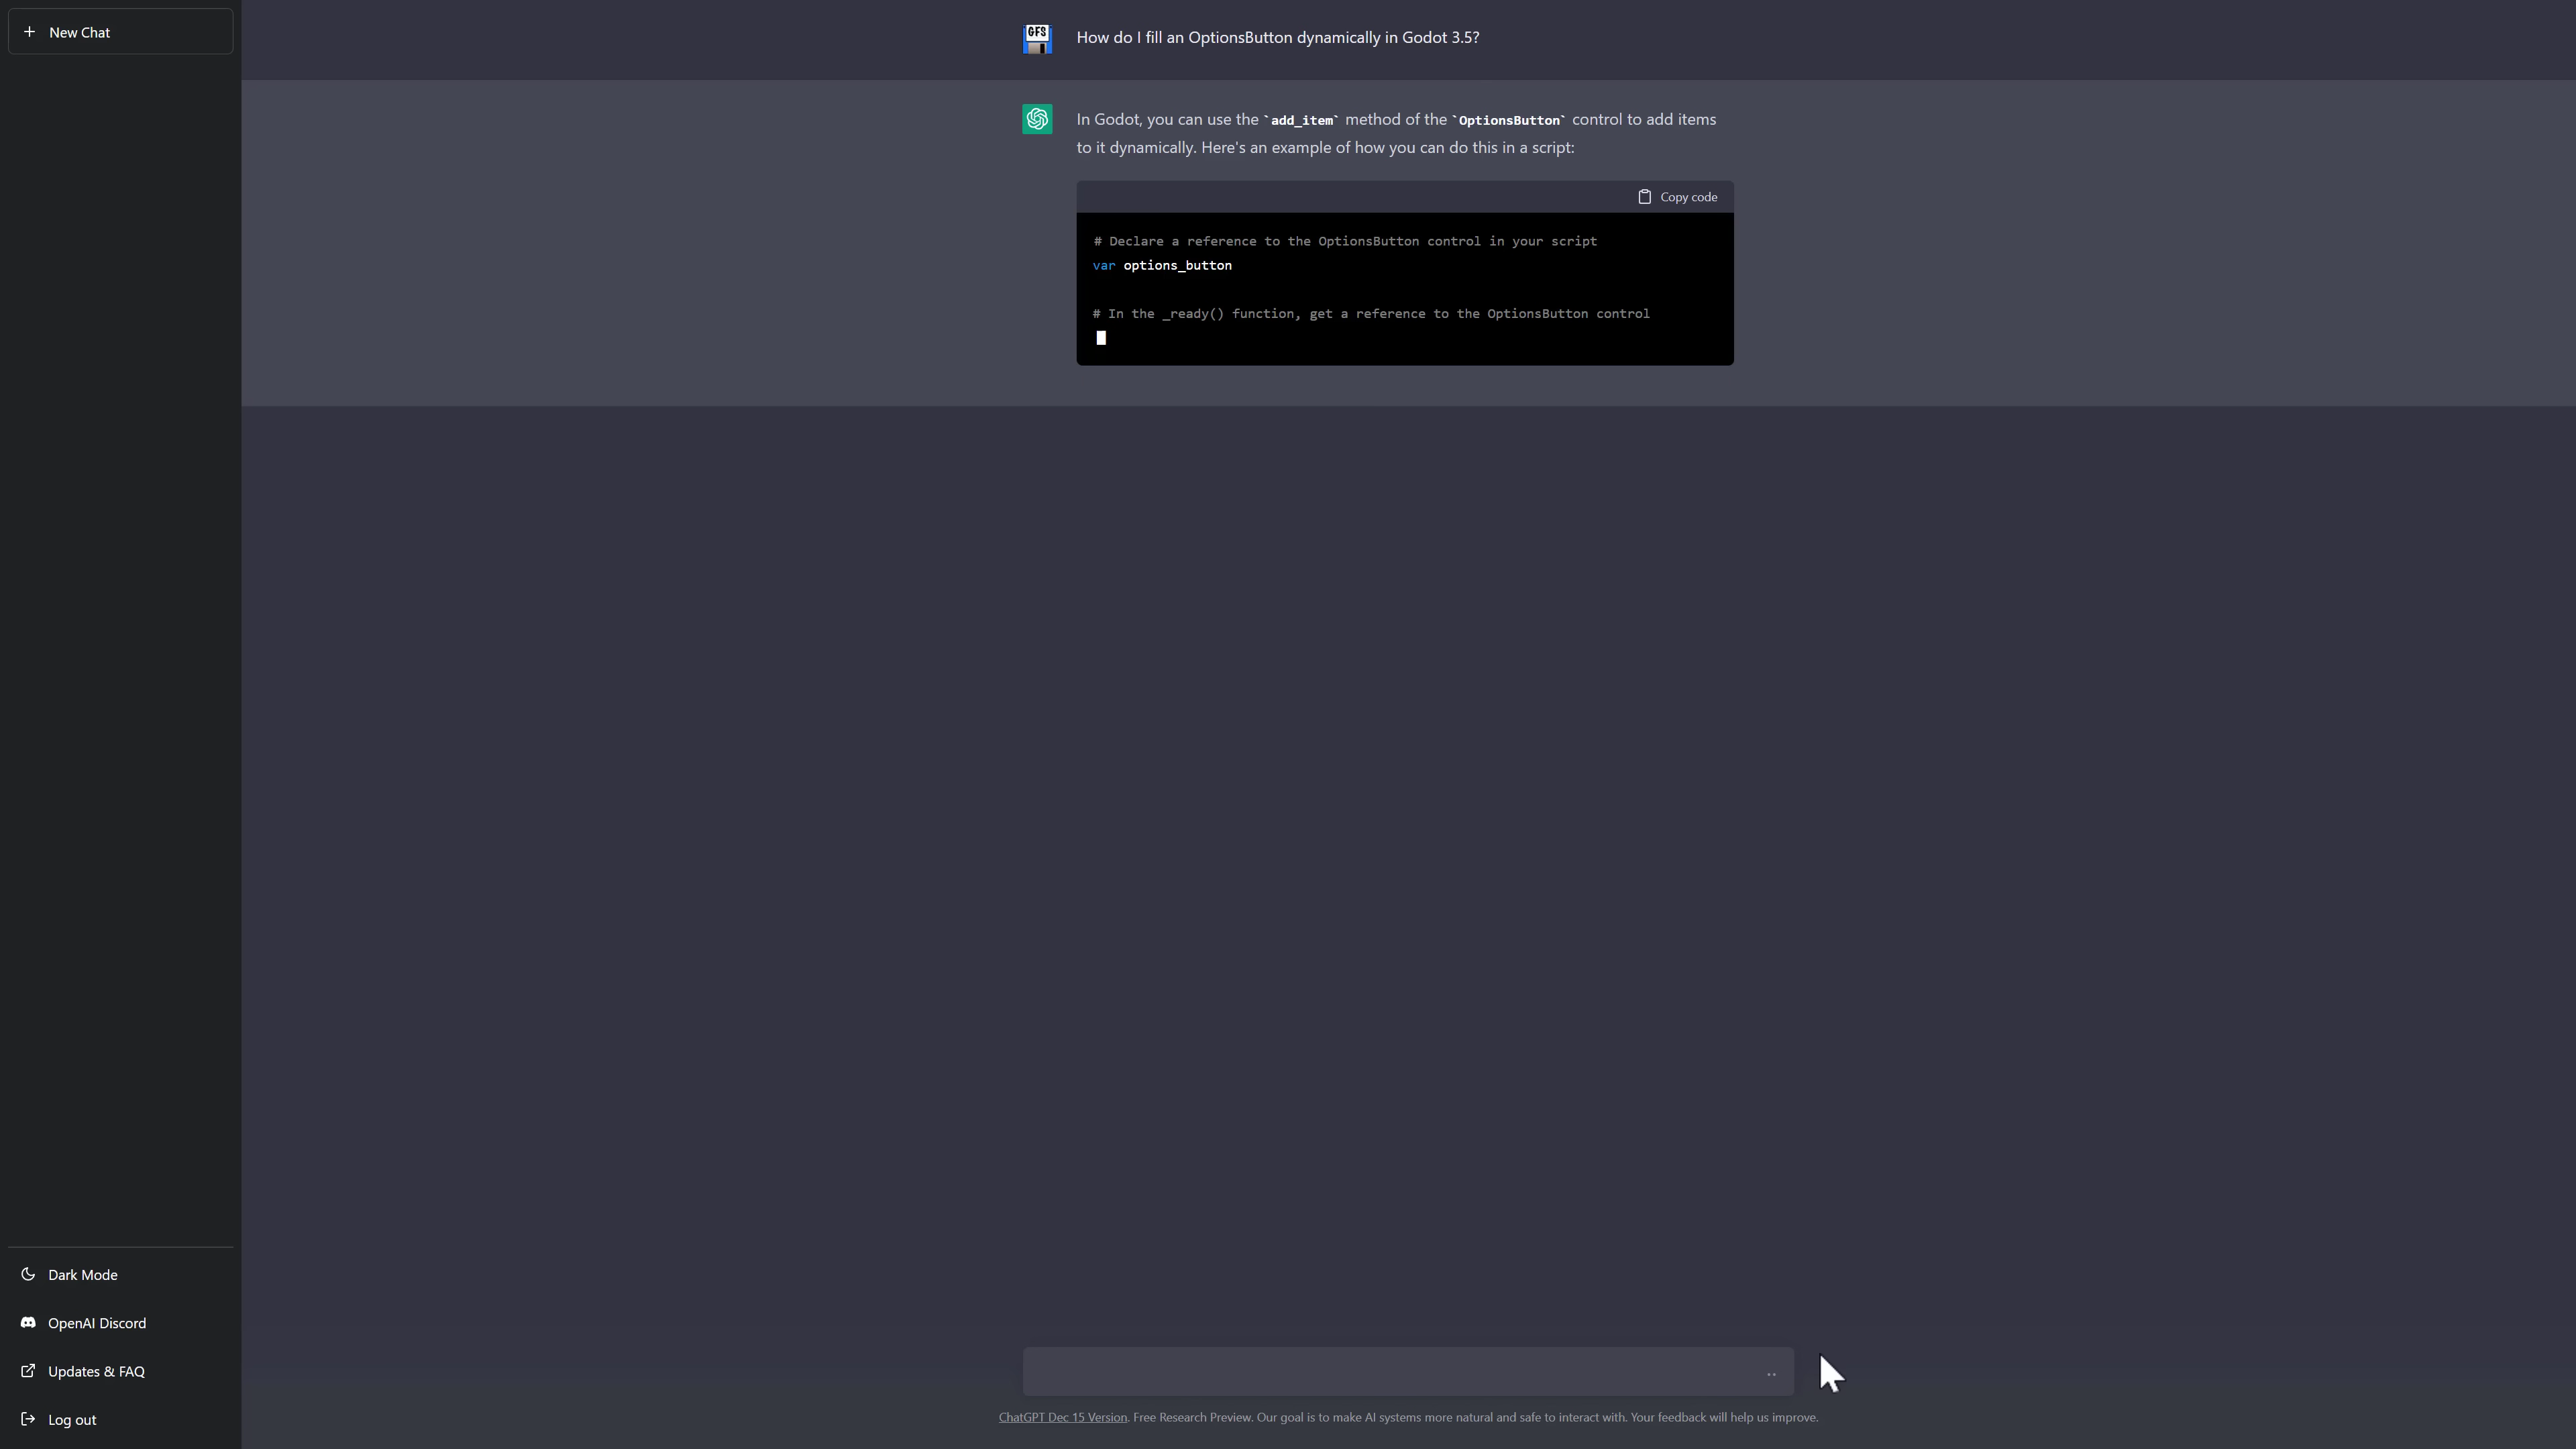 New Chat
GFS
How do I fill an OptionsButton dynamically in Godot 3.5?
In Godot, you can use the `add_item` method of the `OptionsButton` control to add items
to it dynamically. Here's an example of how you can do this in a script:
Copy code
# Declare a reference to the OptionsButton control in your script
var options_button
# In the _ready() function, get a reference to the OptionsButton control
Dark Mode
OpenAI Discord
Updates & FAQ
Log out
ChatGPT Dec 15 Version. Free Research Preview. Our goal is to make AI systems more natural and safe to interact with. Your feedback will help us improve.